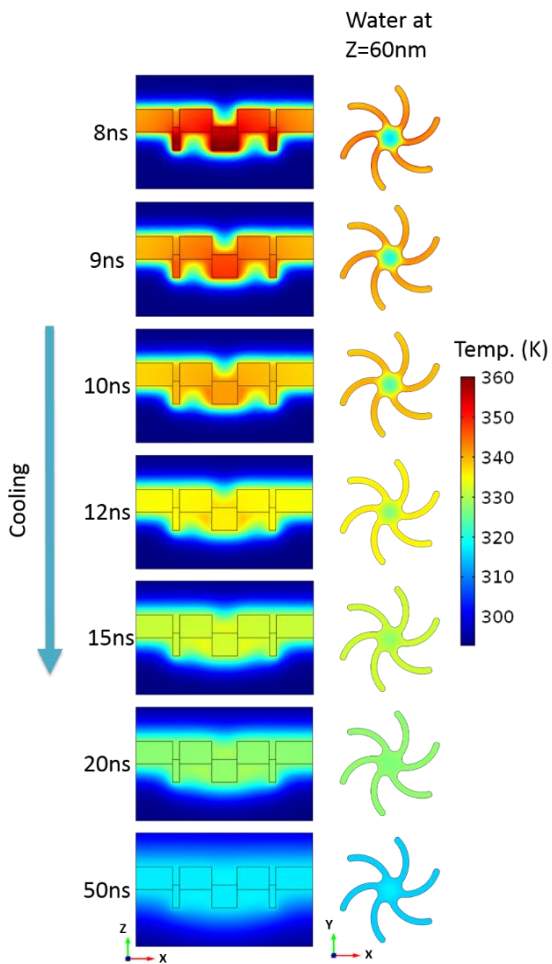 Water at
Z=60nm
8ns
9ns
10ns
12ns
15ns
20ns
50ns
Cooling
Temp. (K)
360
350
340
330
320
310
300
Z
X
Y
X